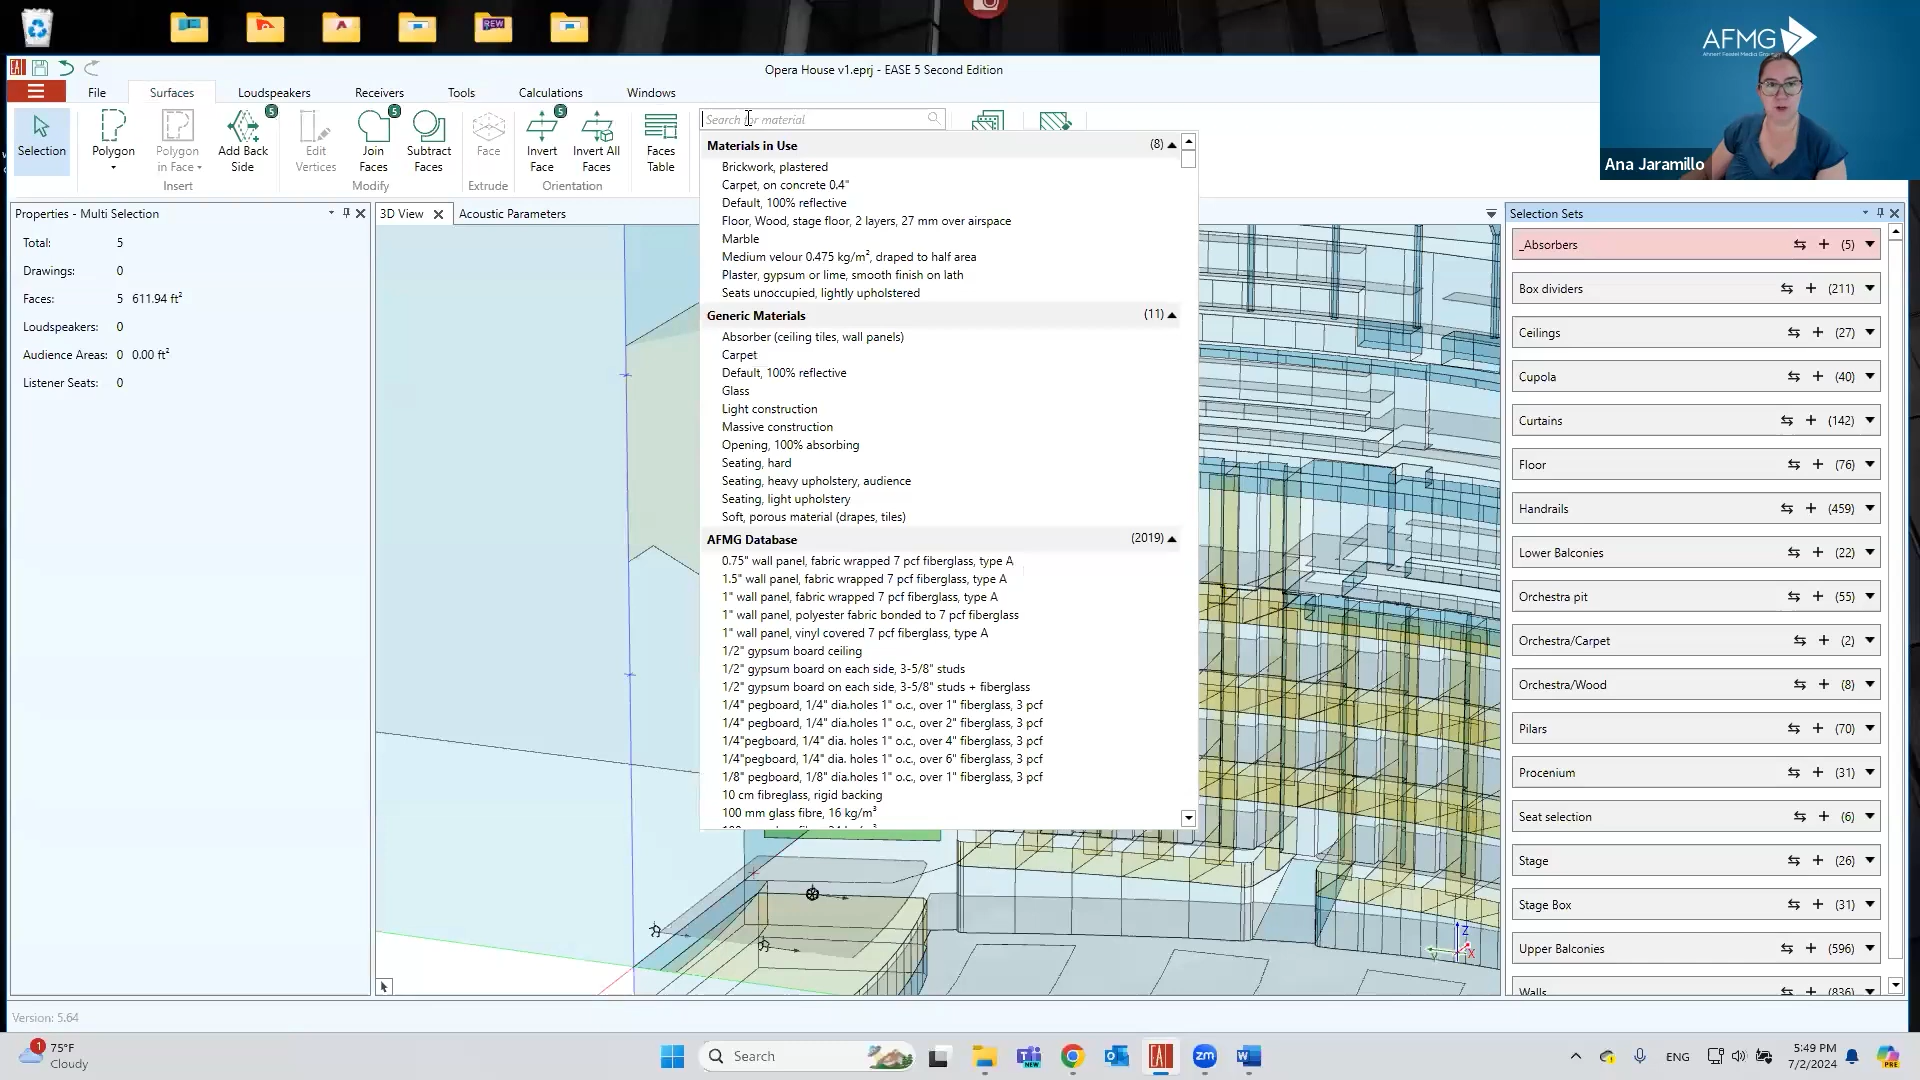 AFMG
Ana Jaramillo
REW
Opera House v1.eprj - EASE 5 Second Edition
File Surfaces Loudspeakers Receivers Tools Calculations Windows
Selection
Polygon
Polygon in Face
5
Add Back Side
Insert
Edit Vertices
5
Join Faces
Subtract Faces
Modify
Face
Extrude
5
Invert Face
Invert All Faces
Orientation
Faces Table
Search for material
Materials in Use (8)
Brickwork, plastered
Carpet, on concrete 0.4"
Default, 100% reflective
Floor, Wood, stage floor, 2 layers, 27 mm over airspace
Marble
Medium velour 0.475 kg/m², draped to half area
Plaster, gypsum or lime, smooth finish on lath
Seats unoccupied, lightly upholstered
Generic Materials (11)
Absorber (ceiling tiles, wall panels)
Carpet
Default, 100% reflective
Glass
Light construction
Massive construction
Opening, 100% absorbing
Seating, hard
Seating, heavy upholstery, audience
Seating, light upholstery
Soft, porous material (drapes, tiles)
AFMG Database (2019)
0.75" wall panel, fabric wrapped 7 pcf fiberglass, type A
1.5" wall panel, fabric wrapped 7 pcf fiberglass, type A
1" wall panel, fabric wrapped 7 pcf fiberglass, type A
1" wall panel, polyester fabric bonded to 7 pcf fiberglass
1" wall panel, vinyl covered 7 pcf fiberglass, type A
1/2" gypsum board ceiling
1/2" gypsum board on each side, 3-5/8" studs
1/2" gypsum board on each side, 3-5/8" studs + fiberglass
1/4" pegboard, 1/4" dia.holes 1" o.c., over 1" fiberglass, 3 pcf
1/4" pegboard, 1/4" dia.holes 1" o.c., over 2" fiberglass, 3 pcf
1/4"pegboard, 1/4" dia. holes 1" o.c., over 4" fiberglass, 3 pcf
1/4"pegboard, 1/4" dia. holes 1" o.c., over 6" fiberglass, 3 pcf
1/8" pegboard, 1/8" dia.holes 1" o.c., over 1" fiberglass, 3 pcf
10 cm fibreglass, rigid backing
100 mm glass fibre, 16 kg/m³
Properties - Multi Selection
Total: 5
Drawings: 0
Faces: 5 611.94 ft²
Loudspeakers: 0
Audience Areas: 0 0.00 ft²
Listener Seats: 0
3D View
Acoustic Parameters
Z
X
Selection Sets
_Absorbers (5)
Box dividers (211)
Ceilings (27)
Cupola (40)
Curtains (142)
Floor (76)
Handrails (459)
Lower Balconies (22)
Orchestra pit (55)
Orchestra/Carpet (2)
Orchestra/Wood (8)
Pilars (70)
Procenium (31)
Seat selection (6)
Stage (26)
Stage Box (31)
Upper Balconies (596)
Walls (836)
Version: 5.64
1
75°F
Cloudy
Search
NEW
zm
ENG
5:49 PM
7/2/2024
PRE